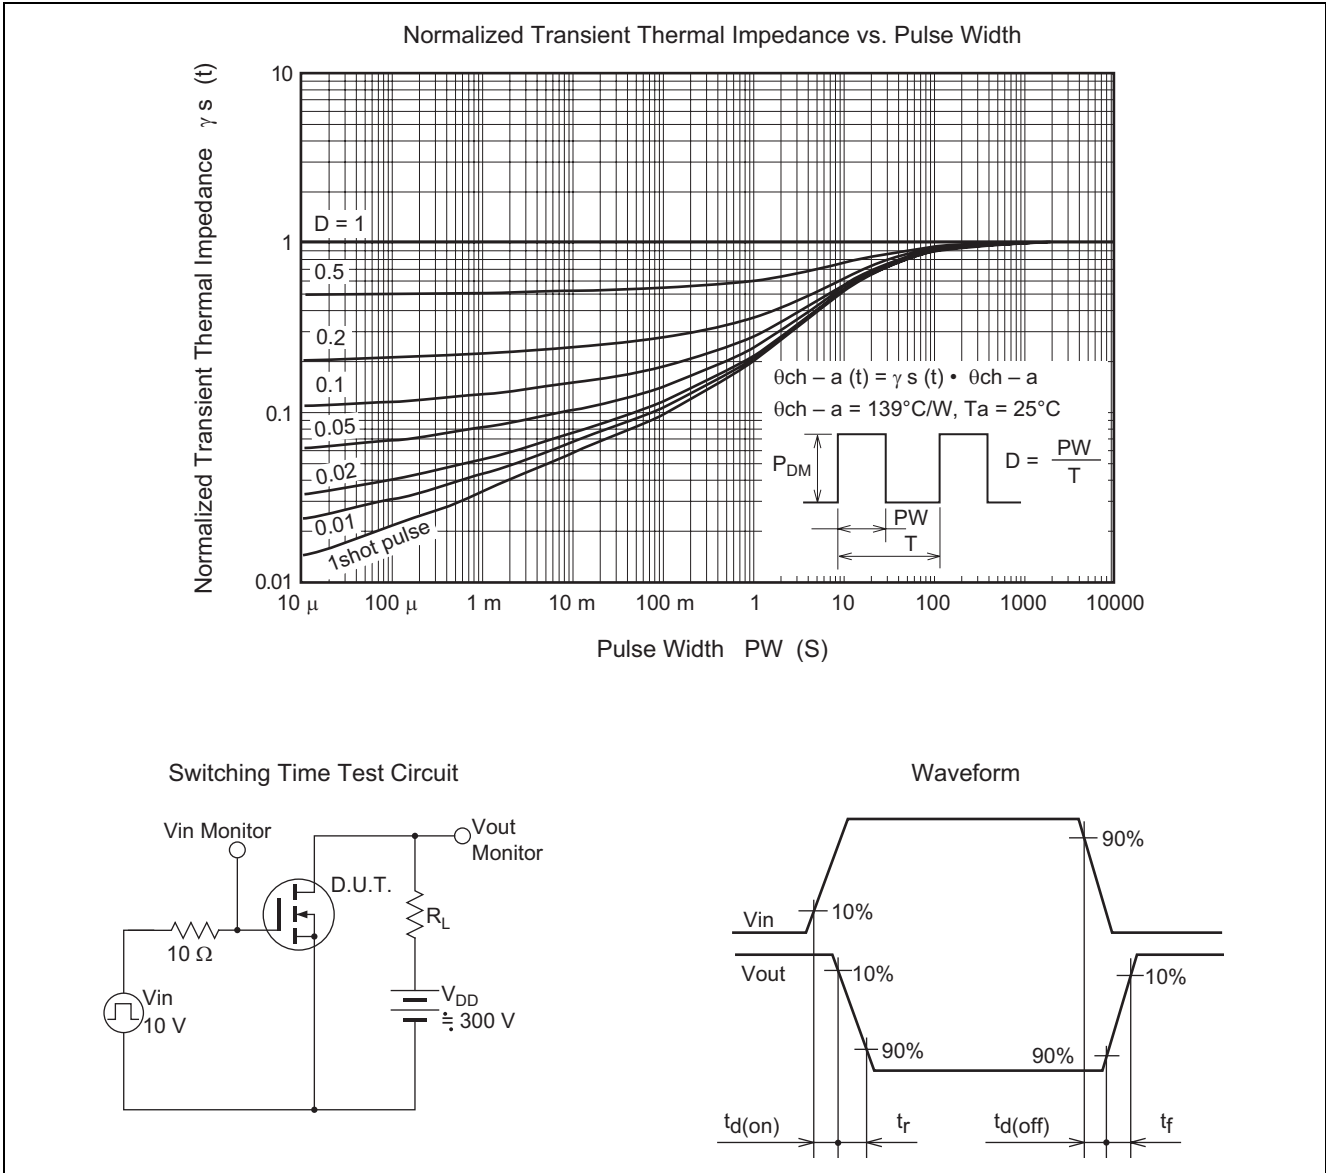 Normalized Transient Thermal Impedance vs. Pulse Width
Normalized Transient Thermal Impedance γ s (t)
10
1
0.1
0.01
D = 1
0.5
0.2
0.1
0.05
0.02
0.01
1shot pulse
θch – a (t) = γ s (t) • θch – a
θch – a = 139°C/W, Ta = 25°C
PDM
D = PW
T
PW
T
10 μ 100 μ 1 m 10 m 100 m 1 10 100 1000 10000
Pulse Width PW (S)
Switching Time Test Circuit
Vin Monitor
Vout
Monitor
D.U.T.
RL
10 Ω
Vin
10 V
VDD
≒ 300 V
Waveform
90%
10%
Vin
Vout
10%
10%
90%
90%
td(on)
tr
td(off)
tf